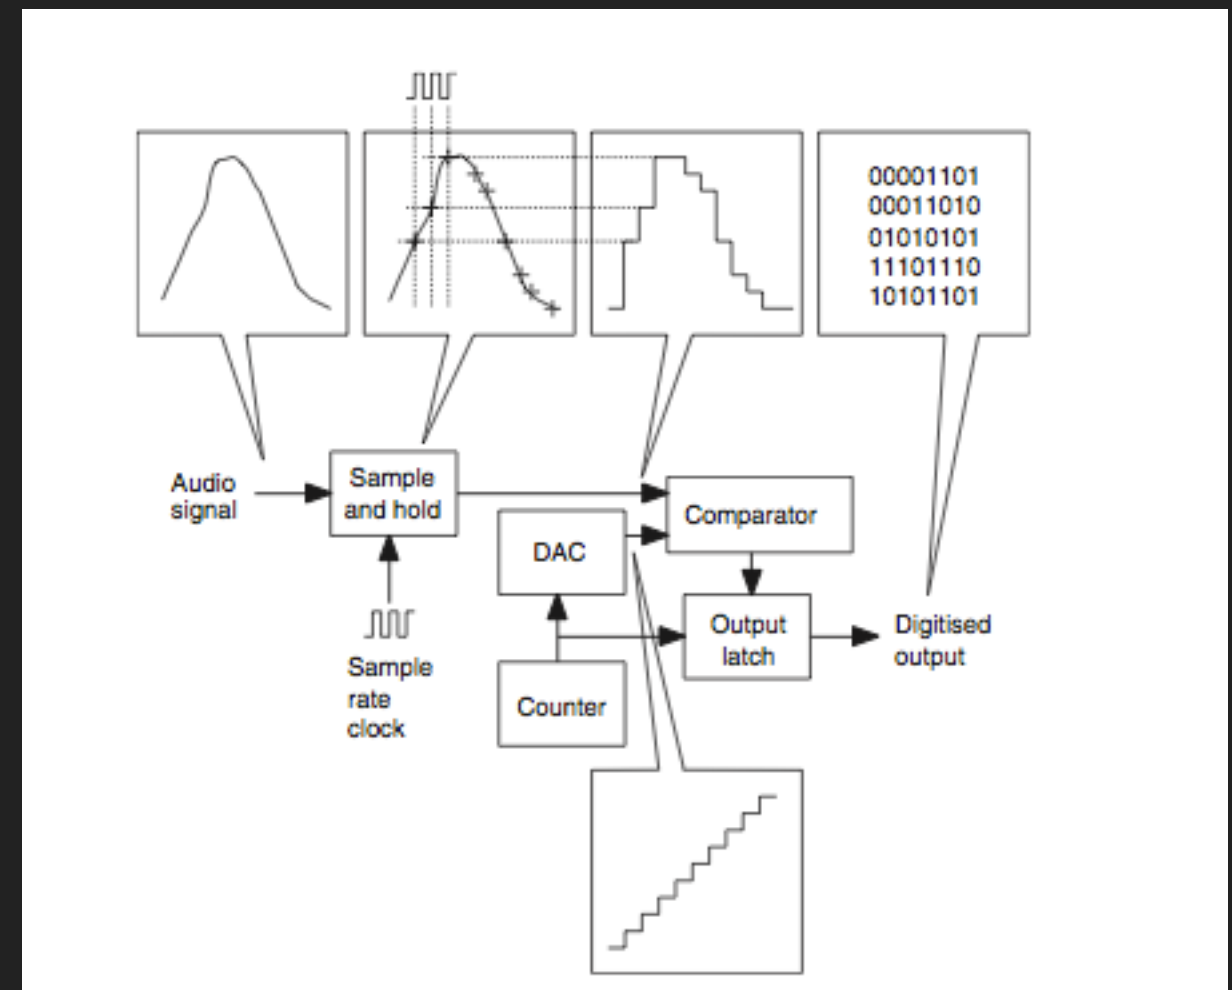 00001101
00011010
01010101
11101110
10101101
Audio
signal
Sample
and hold
Comparator
DAC
Output
latch
Digitised
output
Sample
rate
clock
Counter